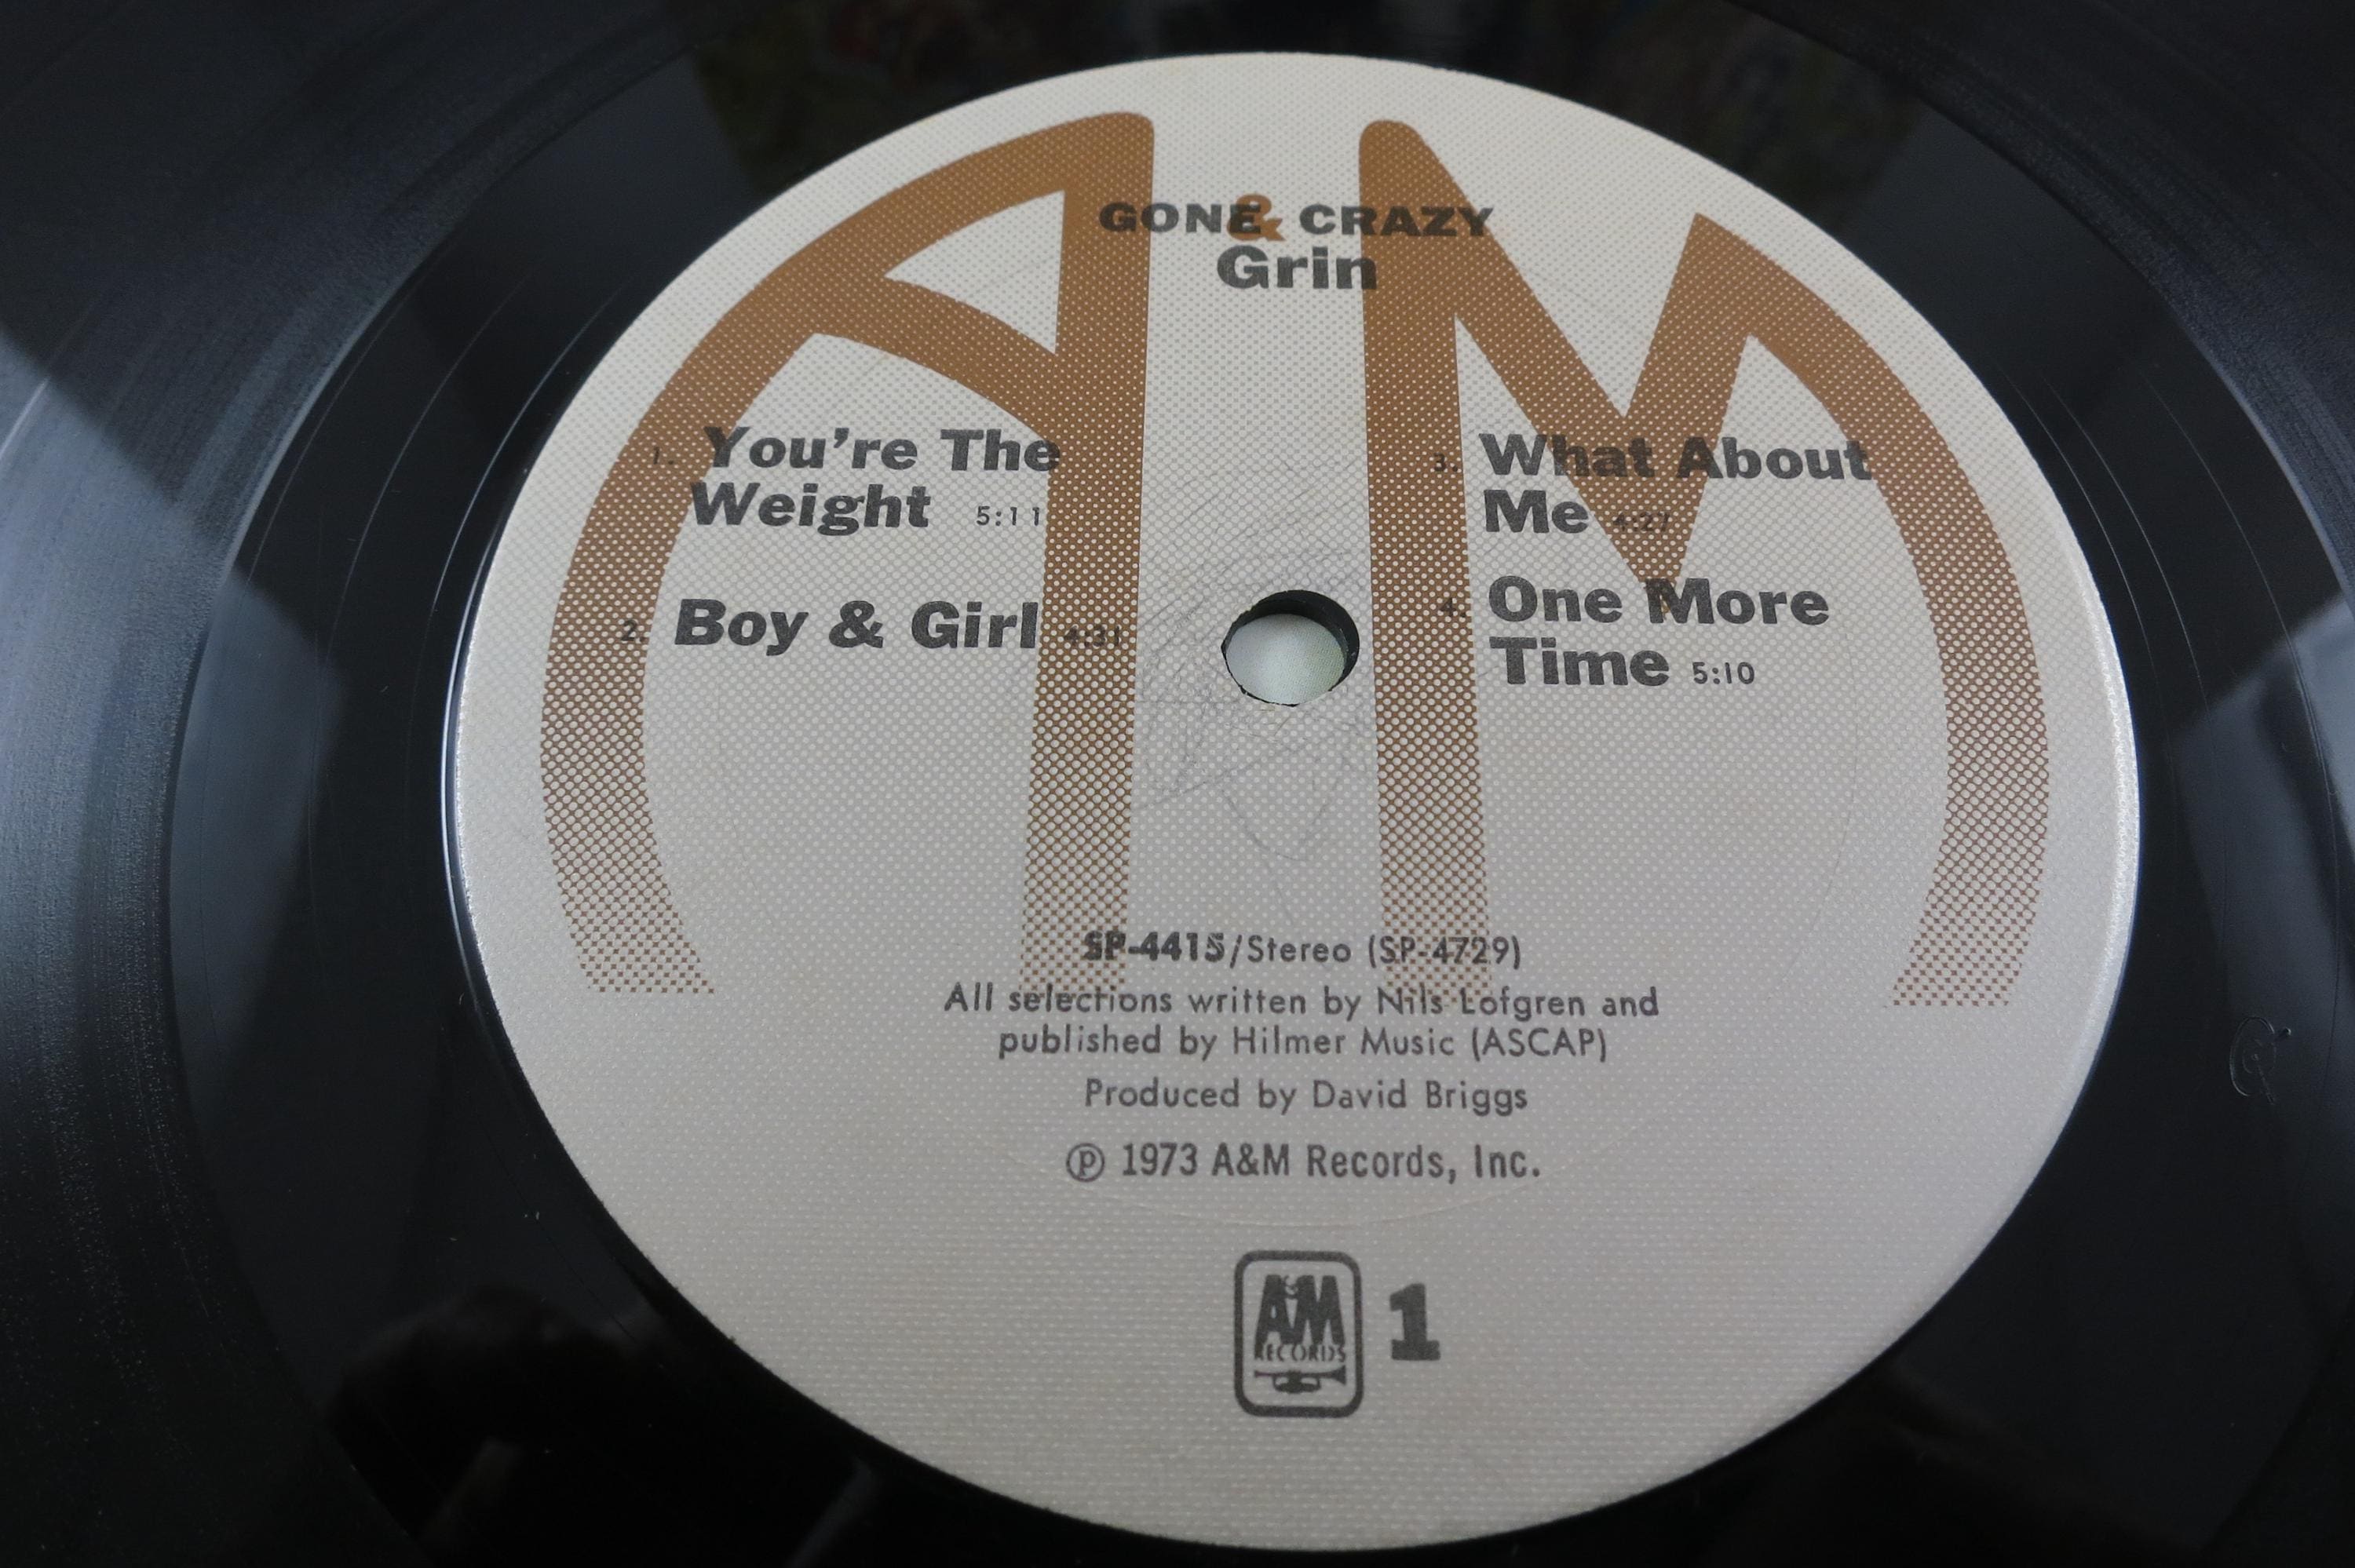 GONE & CRAZY
Grin
1. You're The
Weight 5:11
2. Boy & Girl 4:31
3. What About
Me 4:27
4. One More
Time 5:10
SP-4415/Stereo (SP-4729)
All selections written by Nils Lofgren and
published by Hilmer Music (ASCAP)
Produced by David Briggs
℗ 1973 A&M Records, Inc.
A&M
RECORDS
1